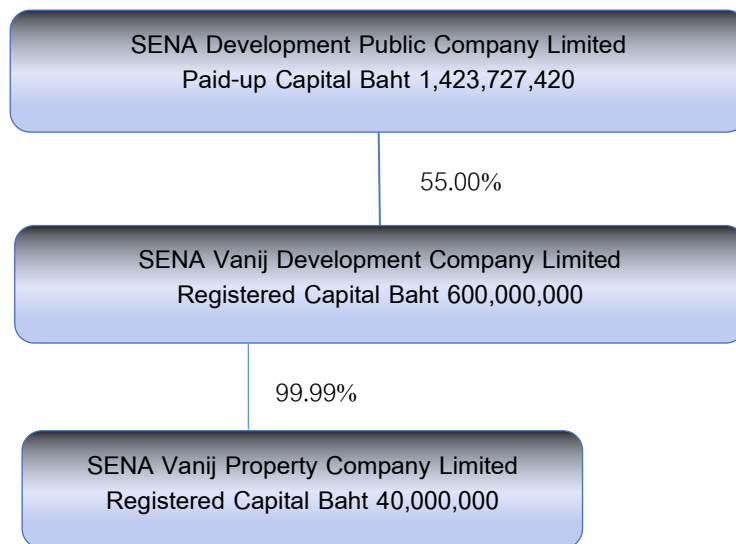 SENA Development Public Company Limited
Paid-up Capital Baht 1,423,727,420
55.00%
SENA Vanij Development Company Limited
Registered Capital Baht 600,000,000
99.99%
SENA Vanij Property Company Limited
Registered Capital Baht 40,000,000